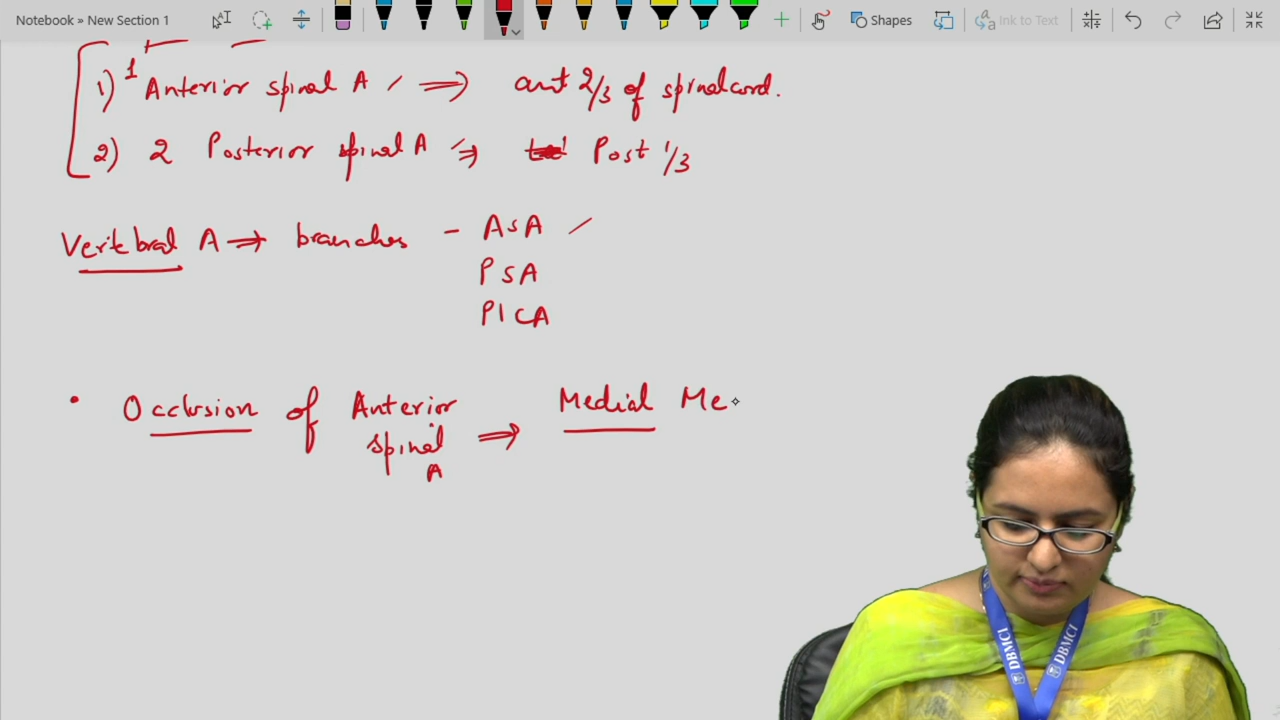 Notebook » New Section 1
Shapes
Ink to Text
1) 1 Anterior spinal A ⇒ ant 2/3 of spinalcord.
2) 2 Posterior spinal A ⇒ Post 1/3
Vertebral A ⇒ branches - ASA
PSA
PICA
• Occlusion of Anterior spinal A ⇒ Medial Me
DBMCI
DBMCI